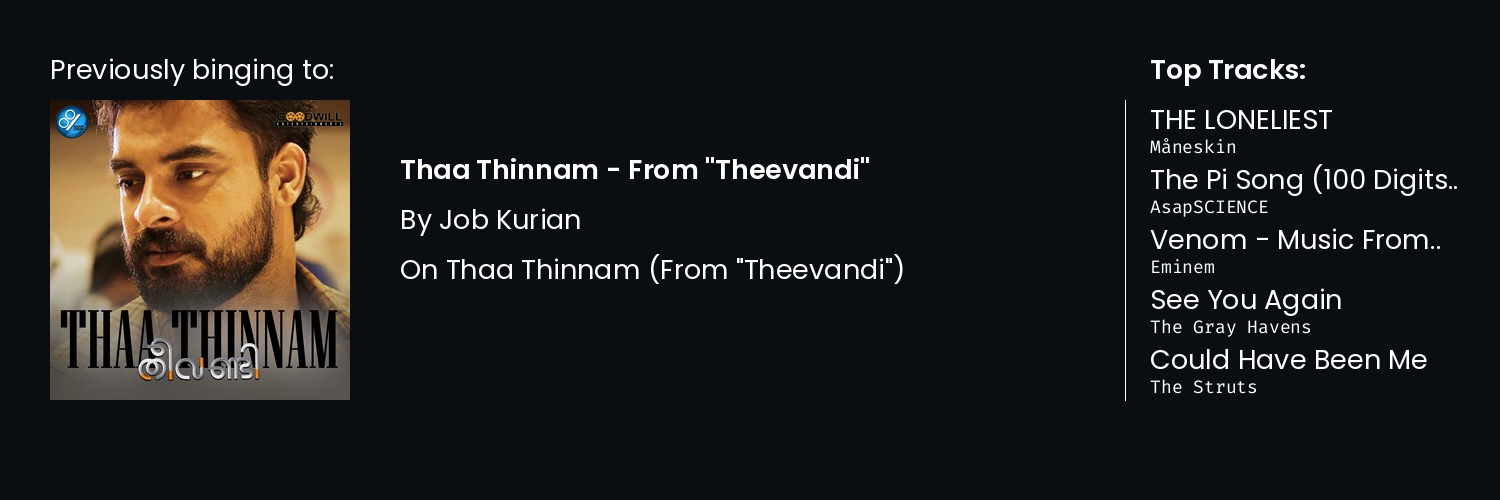 Previously binging to:
GOODWILL
ENTERTAINMENTS
THAA THINNAM
തീവണ്ടി
Thaa Thinnam - From "Theevandi"
By Job Kurian
On Thaa Thinnam (From "Theevandi")
Top Tracks:
THE LONELIEST
Måneskin
The Pi Song (100 Digits..
AsapSCIENCE
Venom - Music From..
Eminem
See You Again
The Gray Havens
Could Have Been Me
The Struts